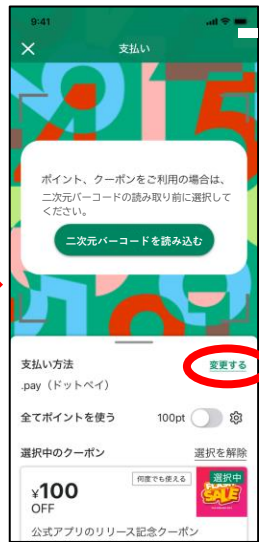 9:41
支払い
ポイント、クーポンをご利用の場合は、
二次元バーコードの読み取り前に選択して
ください。
二次元バーコードを読み込む
支払い方法 変更する
.pay（ドットペイ）
全てポイントを使う 100pt
選択中のクーポン 選択を解除
何度でも使える 選択中
¥100
OFF
SALE
公式アプリのリリース記念クーポン